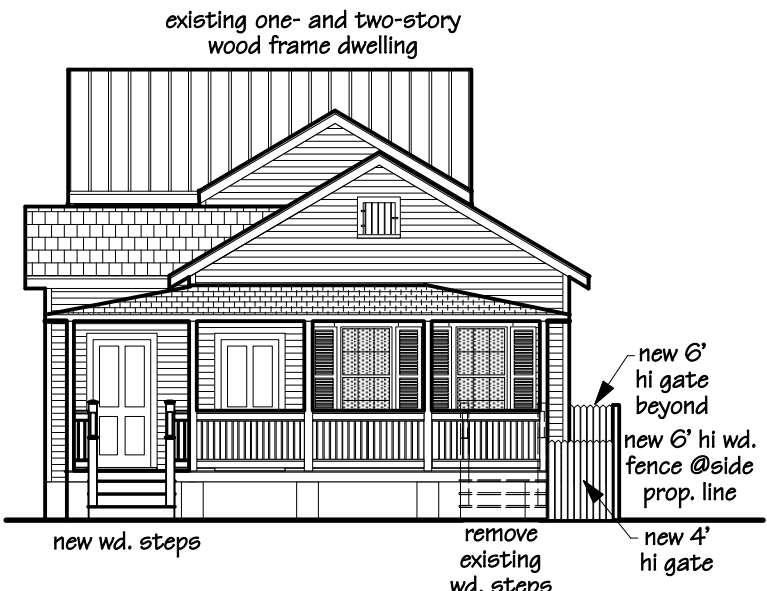 existing one- and two-story
wood frame dwelling
new 6'
hi gate
beyond
new 6' hi wd.
fence @side
prop. line
new 4'
hi gate
new wd. steps
remove
existing
wd. steps